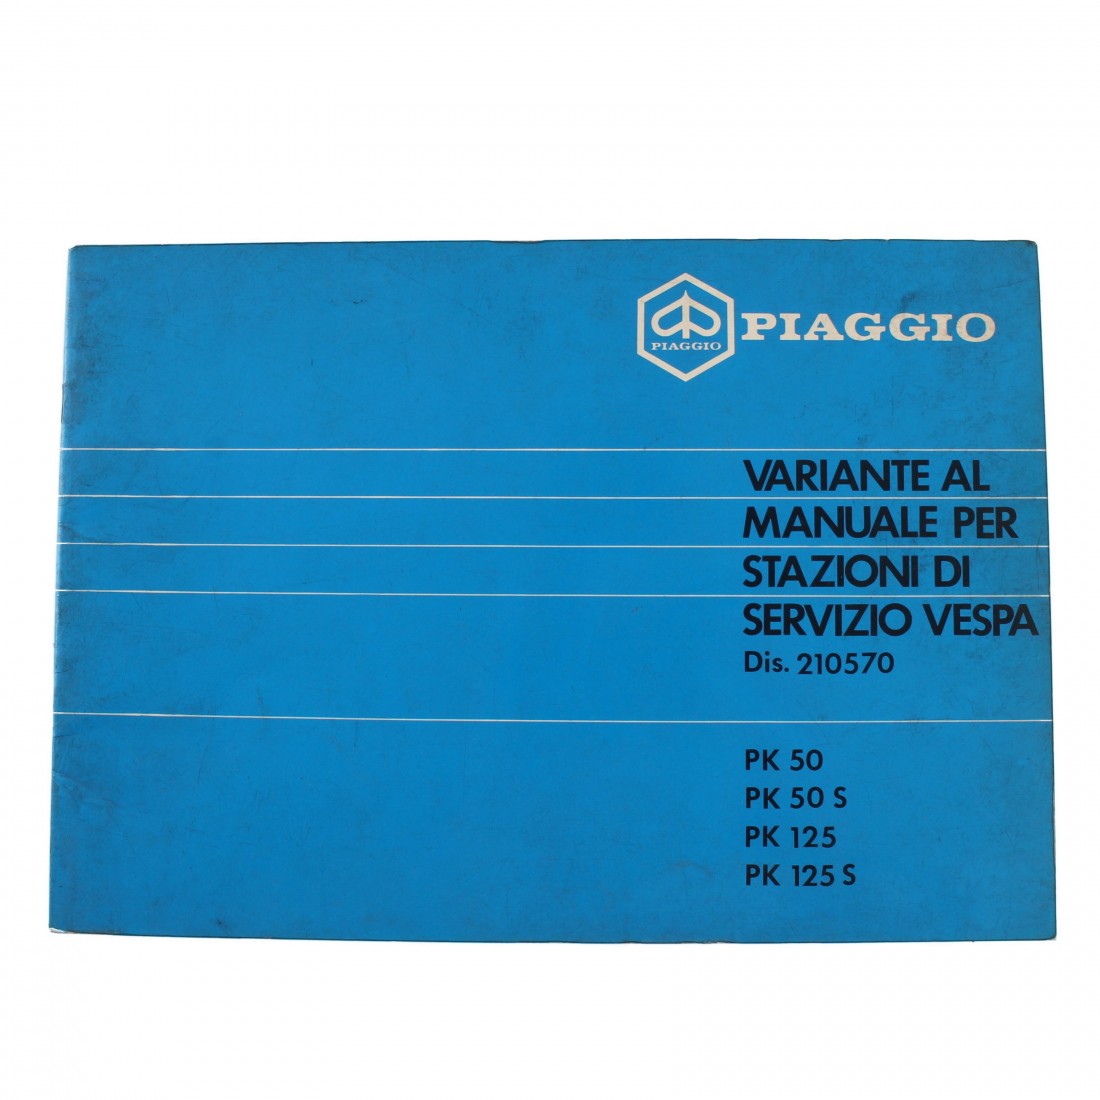 PIAGGIO
PIAGGIO
VARIANTE AL
MANUALE PER
STAZIONI DI
SERVIZIO VESPA
Dis. 210570
PK 50
PK 50 S
PK 125
PK 125 S